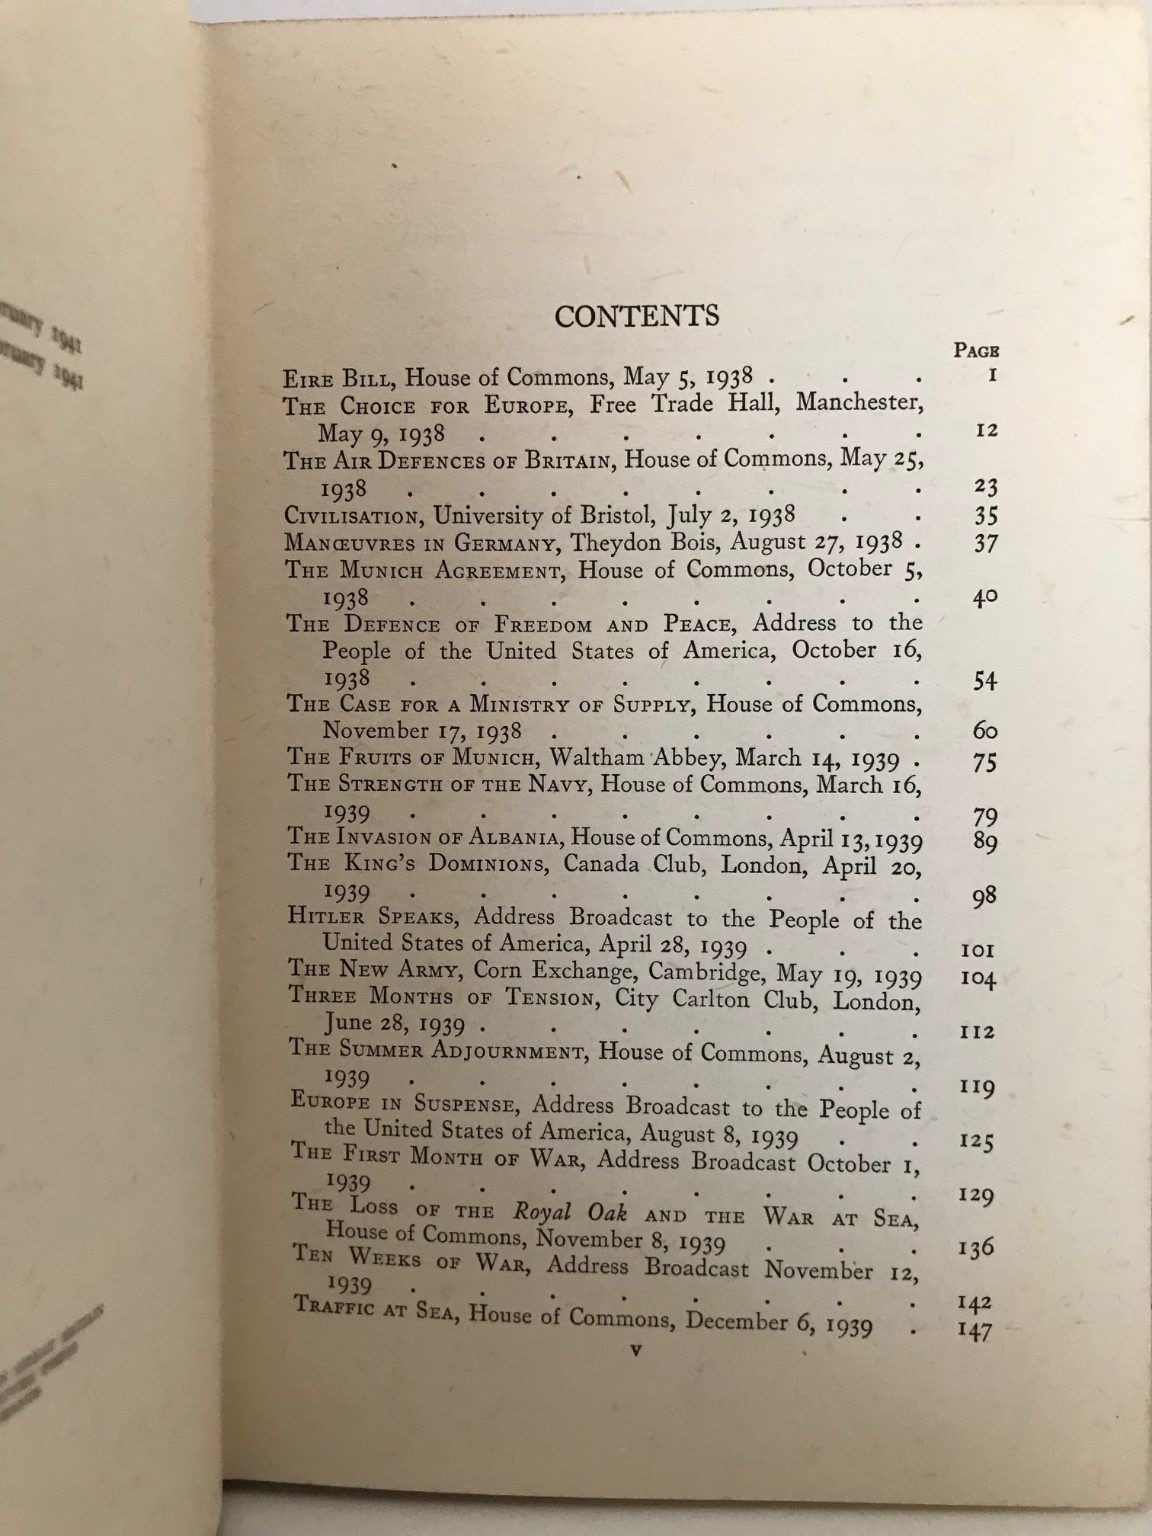 ruary 1941
ruary 1941
CONTENTS
PAGE
EIRE BILL, House of Commons, May 5, 1938 . . . 1
THE CHOICE FOR EUROPE, Free Trade Hall, Manchester,
May 9, 1938 . . . . . . . 12
THE AIR DEFENCES OF BRITAIN, House of Commons, May 25,
1938 . . . . . . . . 23
CIVILISATION, University of Bristol, July 2, 1938 . . 35
MANŒUVRES IN GERMANY, Theydon Bois, August 27, 1938 . 37
THE MUNICH AGREEMENT, House of Commons, October 5,
1938 . . . . . . . . 40
THE DEFENCE OF FREEDOM AND PEACE, Address to the
People of the United States of America, October 16,
1938 . . . . . . . . 54
THE CASE FOR A MINISTRY OF SUPPLY, House of Commons,
November 17, 1938 . . . . . . 60
THE FRUITS OF MUNICH, Waltham Abbey, March 14, 1939 . 75
THE STRENGTH OF THE NAVY, House of Commons, March 16,
1939 . . . . . . . . 79
THE INVASION OF ALBANIA, House of Commons, April 13, 1939 89
THE KING'S DOMINIONS, Canada Club, London, April 20,
1939 . . . . . . . . 98
HITLER SPEAKS, Address Broadcast to the People of the
United States of America, April 28, 1939 . . . 101
THE NEW ARMY, Corn Exchange, Cambridge, May 19, 1939 104
THREE MONTHS OF TENSION, City Carlton Club, London,
June 28, 1939 . . . . . . . 112
THE SUMMER ADJOURNMENT, House of Commons, August 2,
1939 . . . . . . . . 119
EUROPE IN SUSPENSE, Address Broadcast to the People of
the United States of America, August 8, 1939 . . 125
THE FIRST MONTH OF WAR, Address Broadcast October 1,
1939 . . . . . . . . 129
THE LOSS OF THE Royal Oak AND THE WAR AT SEA,
House of Commons, November 8, 1939 . . . 136
TEN WEEKS OF WAR, Address Broadcast November 12,
1939 . . . . . . . . 142
TRAFFIC AT SEA, House of Commons, December 6, 1939 . 147
v